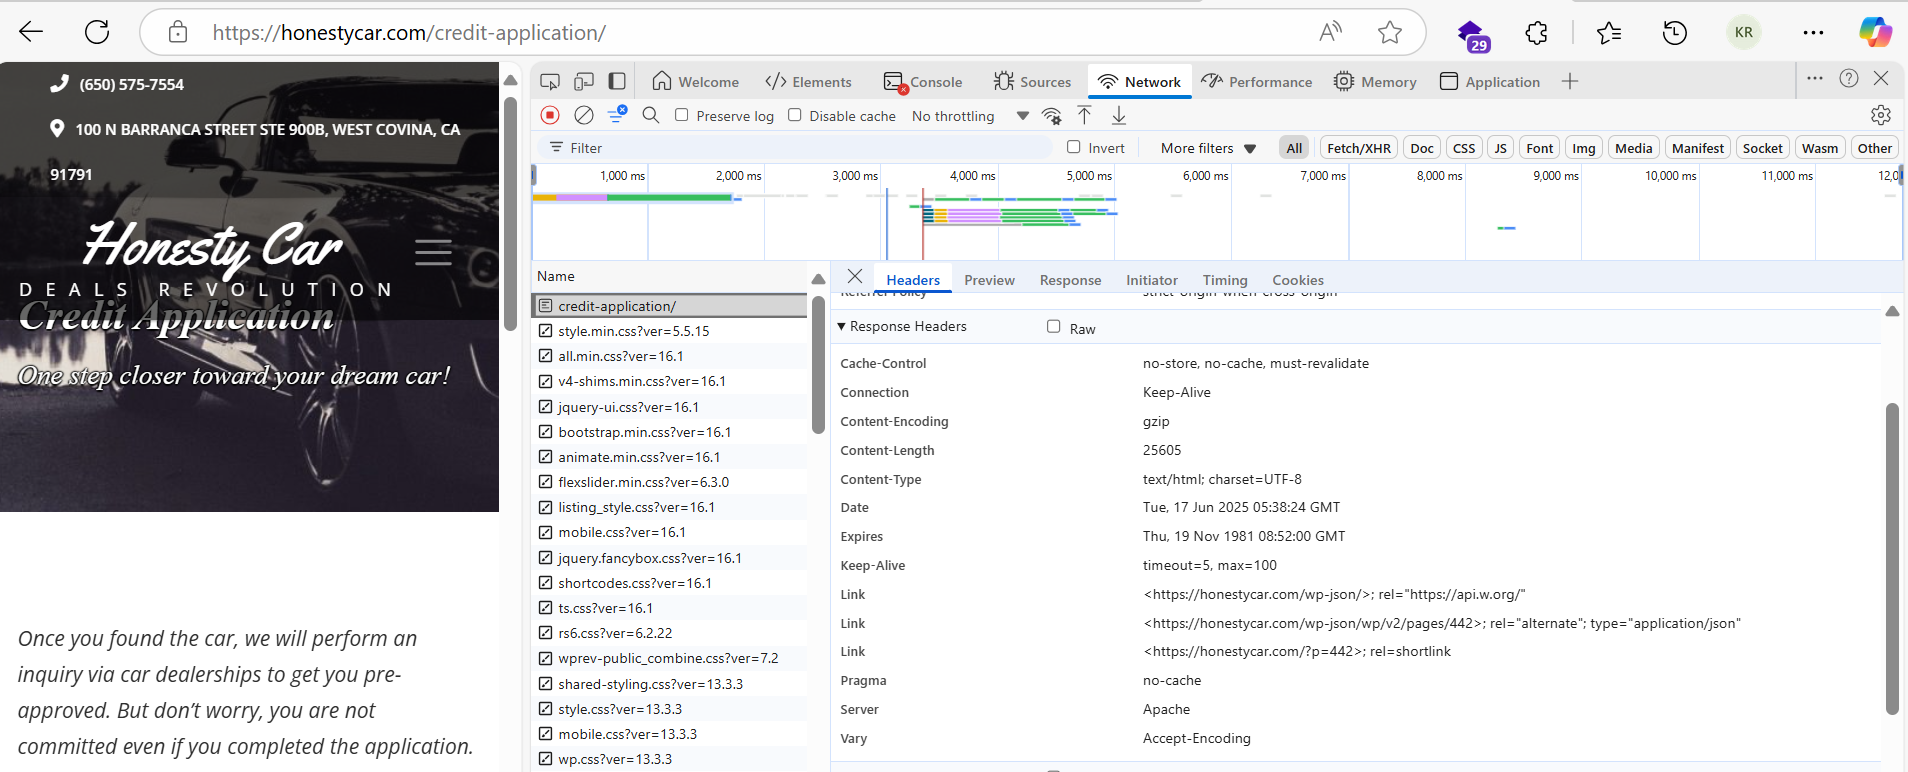 https://honestycar.com/credit-application/
29
KR
(650) 575-7554
100 N BARRANCA STREET STE 900B, WEST COVINA, CA
91791
Honesty Car
DEALS REVOLUTION
Credit Application
One step closer toward your dream car!
Once you found the car, we will perform an
inquiry via car dealerships to get you pre-
approved. But don’t worry, you are not
committed even if you completed the application.
Welcome
Elements
Console
Sources
Network
Performance
Memory
Application
Preserve log
Disable cache
No throttling
Filter
Invert
More filters
All
Fetch/XHR
Doc
CSS
JS
Font
Img
Media
Manifest
Socket
Wasm
Other
1,000 ms
2,000 ms
3,000 ms
4,000 ms
5,000 ms
6,000 ms
7,000 ms
8,000 ms
9,000 ms
10,000 ms
11,000 ms
12,0
Name
credit-application/
style.min.css?ver=5.5.15
all.min.css?ver=16.1
v4-shims.min.css?ver=16.1
jquery-ui.css?ver=16.1
bootstrap.min.css?ver=16.1
animate.min.css?ver=16.1
flexslider.min.css?ver=6.3.0
listing_style.css?ver=16.1
mobile.css?ver=16.1
jquery.fancybox.css?ver=16.1
shortcodes.css?ver=16.1
ts.css?ver=16.1
rs6.css?ver=6.2.22
wprev-public_combine.css?ver=7.2
shared-styling.css?ver=13.3.3
style.css?ver=13.3.3
mobile.css?ver=13.3.3
wp.css?ver=13.3.3
Headers
Preview
Response
Initiator
Timing
Cookies
Referrer-Policy strict-origin-when-cross-origin
Response Headers
Raw
Cache-Control no-store, no-cache, must-revalidate
Connection Keep-Alive
Content-Encoding gzip
Content-Length 25605
Content-Type text/html; charset=UTF-8
Date Tue, 17 Jun 2025 05:38:24 GMT
Expires Thu, 19 Nov 1981 08:52:00 GMT
Keep-Alive timeout=5, max=100
Link <https://honestycar.com/wp-json/>; rel="https://api.w.org/"
Link <https://honestycar.com/wp-json/wp/v2/pages/442>; rel="alternate"; type="application/json"
Link <https://honestycar.com/?p=442>; rel=shortlink
Pragma no-cache
Server Apache
Vary Accept-Encoding